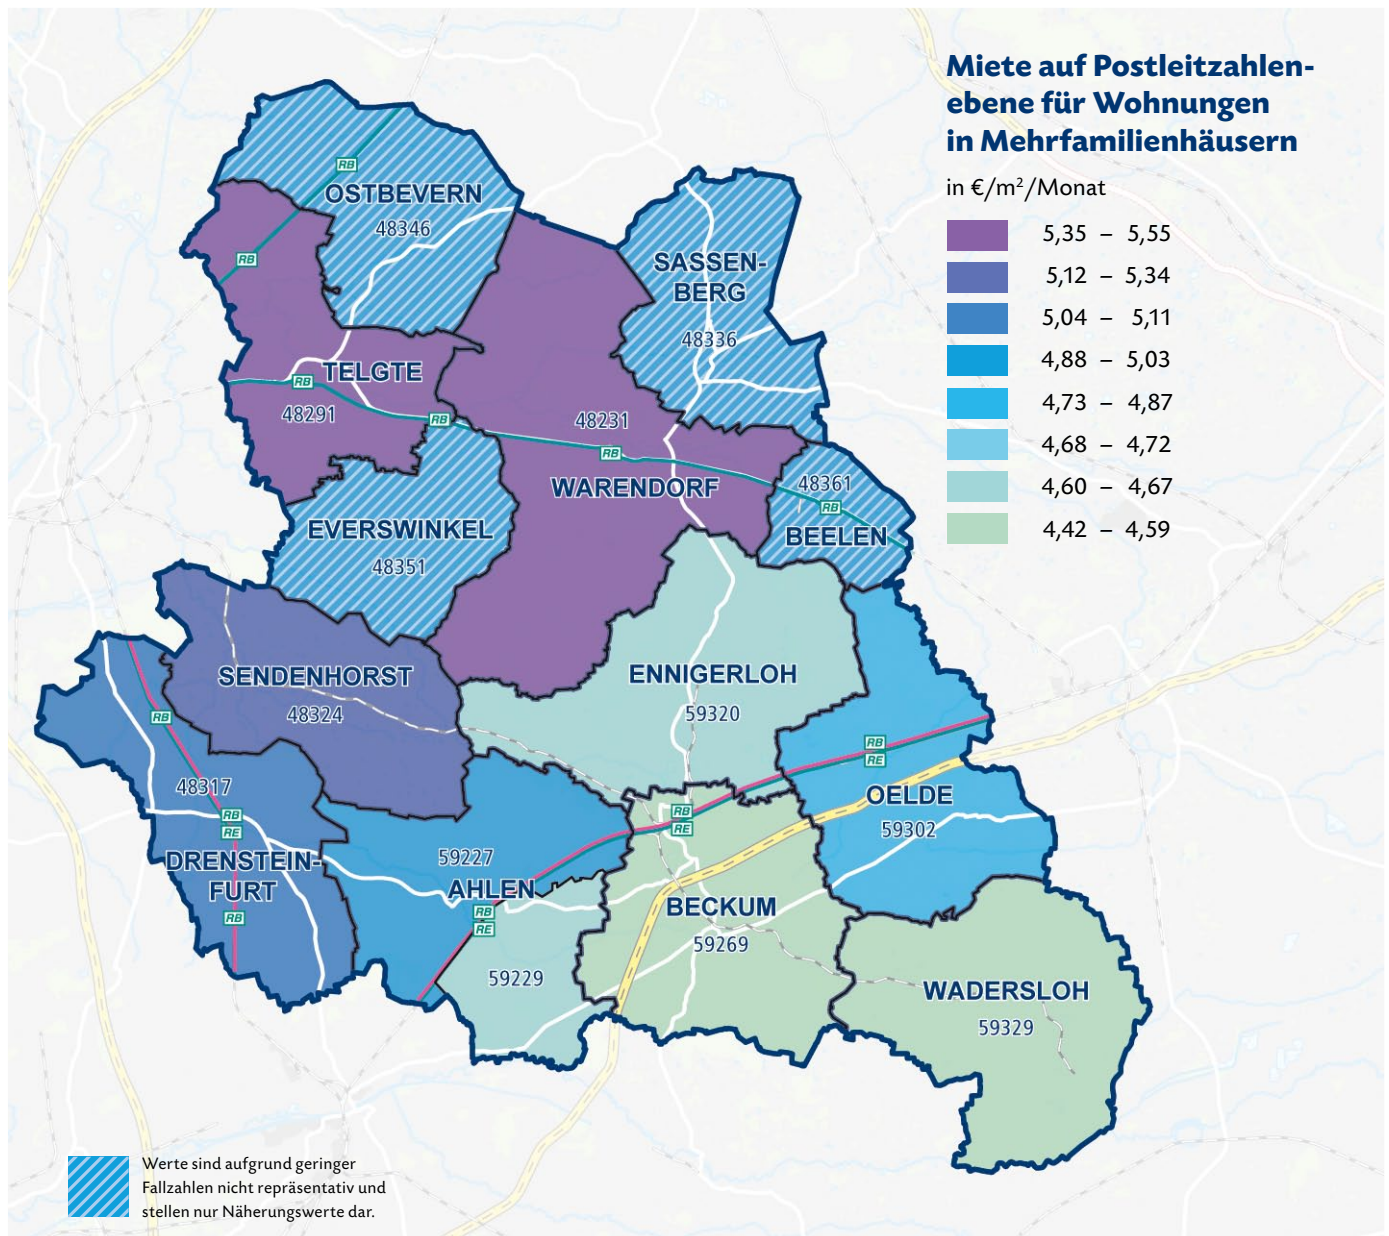 Miete auf Postleitzahlen-
ebene für Wohnungen
in Mehrfamilienhäusern
in €/m²/Monat
5,35 – 5,55
5,12 – 5,34
5,04 – 5,11
4,88 – 5,03
4,73 – 4,87
4,68 – 4,72
4,60 – 4,67
4,42 – 4,59
RB
OSTBEVERN
48346
RB
SASSEN-
BERG
48336
TELGTE
RB
48291
RB
48231
RB
WARENDORF
48361
RB
BEELEN
EVERSWINKEL
48351
SENDENHORST
48324
ENNIGERLOH
59320
RB
48317
RB
RE
DRENSTEIN-
FURT
RB
RB
RE
OELDE
59302
RB
RE
59227
AHLEN
RB
RE
59229
BECKUM
59269
WADERSLOH
59329
Werte sind aufgrund geringer
Fallzahlen nicht repräsentativ und
stellen nur Näherungswerte dar.